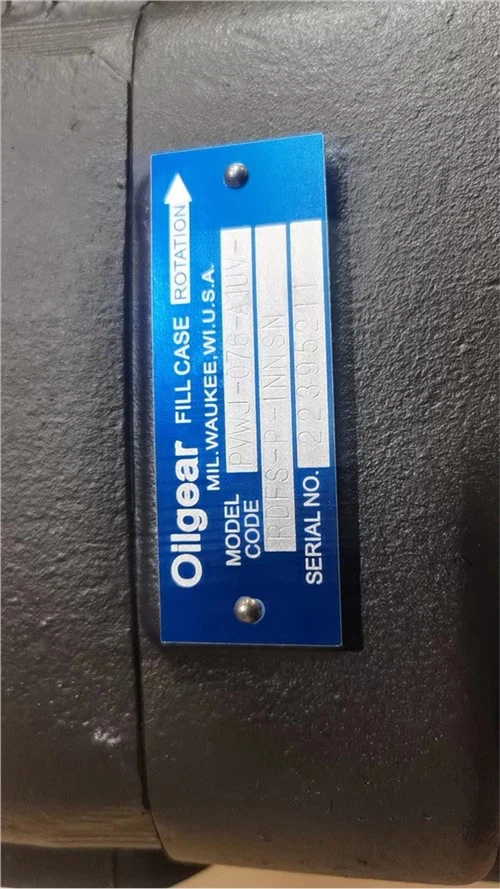 Oilgear FILL CASE ROTATION
MIL.WAUKEE,WI.U.S.A.
MODEL PVWJ-076-A1UV-
CODE RDFS-P-1NNSN
SERIAL NO. 22395211